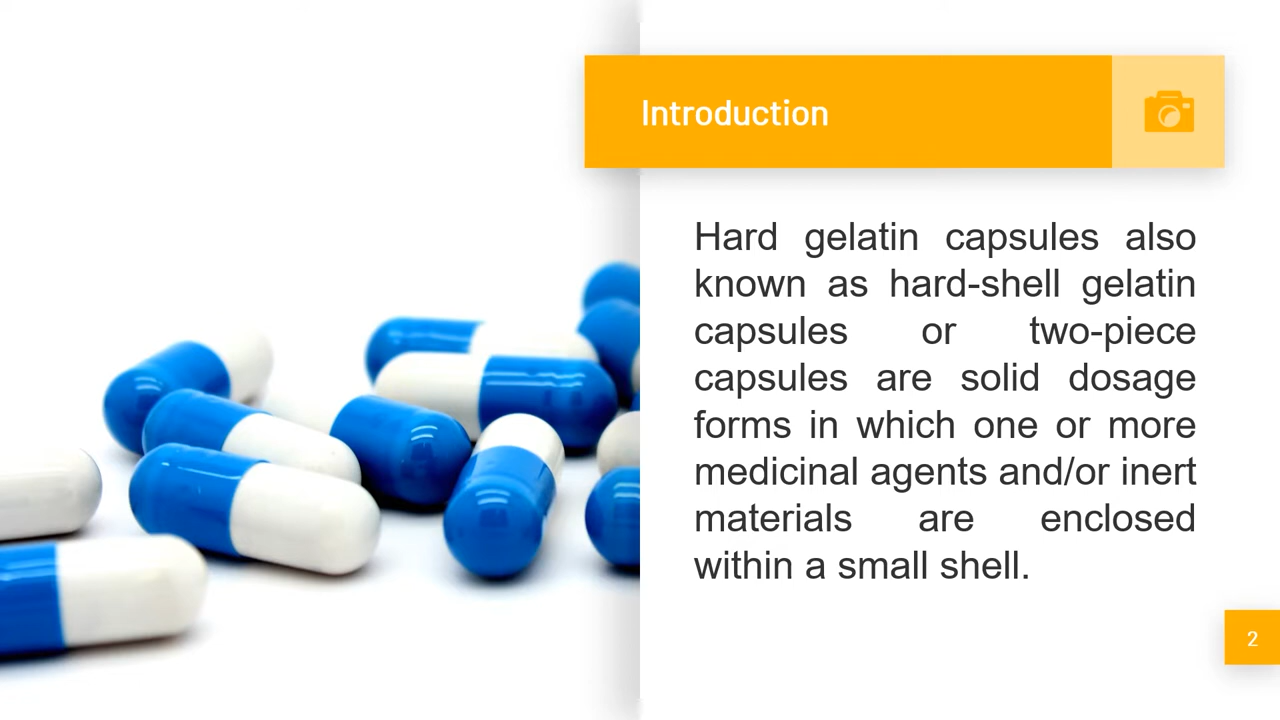 Introduction
Hard gelatin capsules also
known as hard-shell gelatin
capsules or two-piece
capsules are solid dosage
forms in which one or more
medicinal agents and/or inert
materials are enclosed
within a small shell.
2